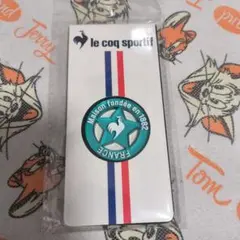 le coq sportif
Maison fondée en 1882
FRANCE
Jerry
Tom